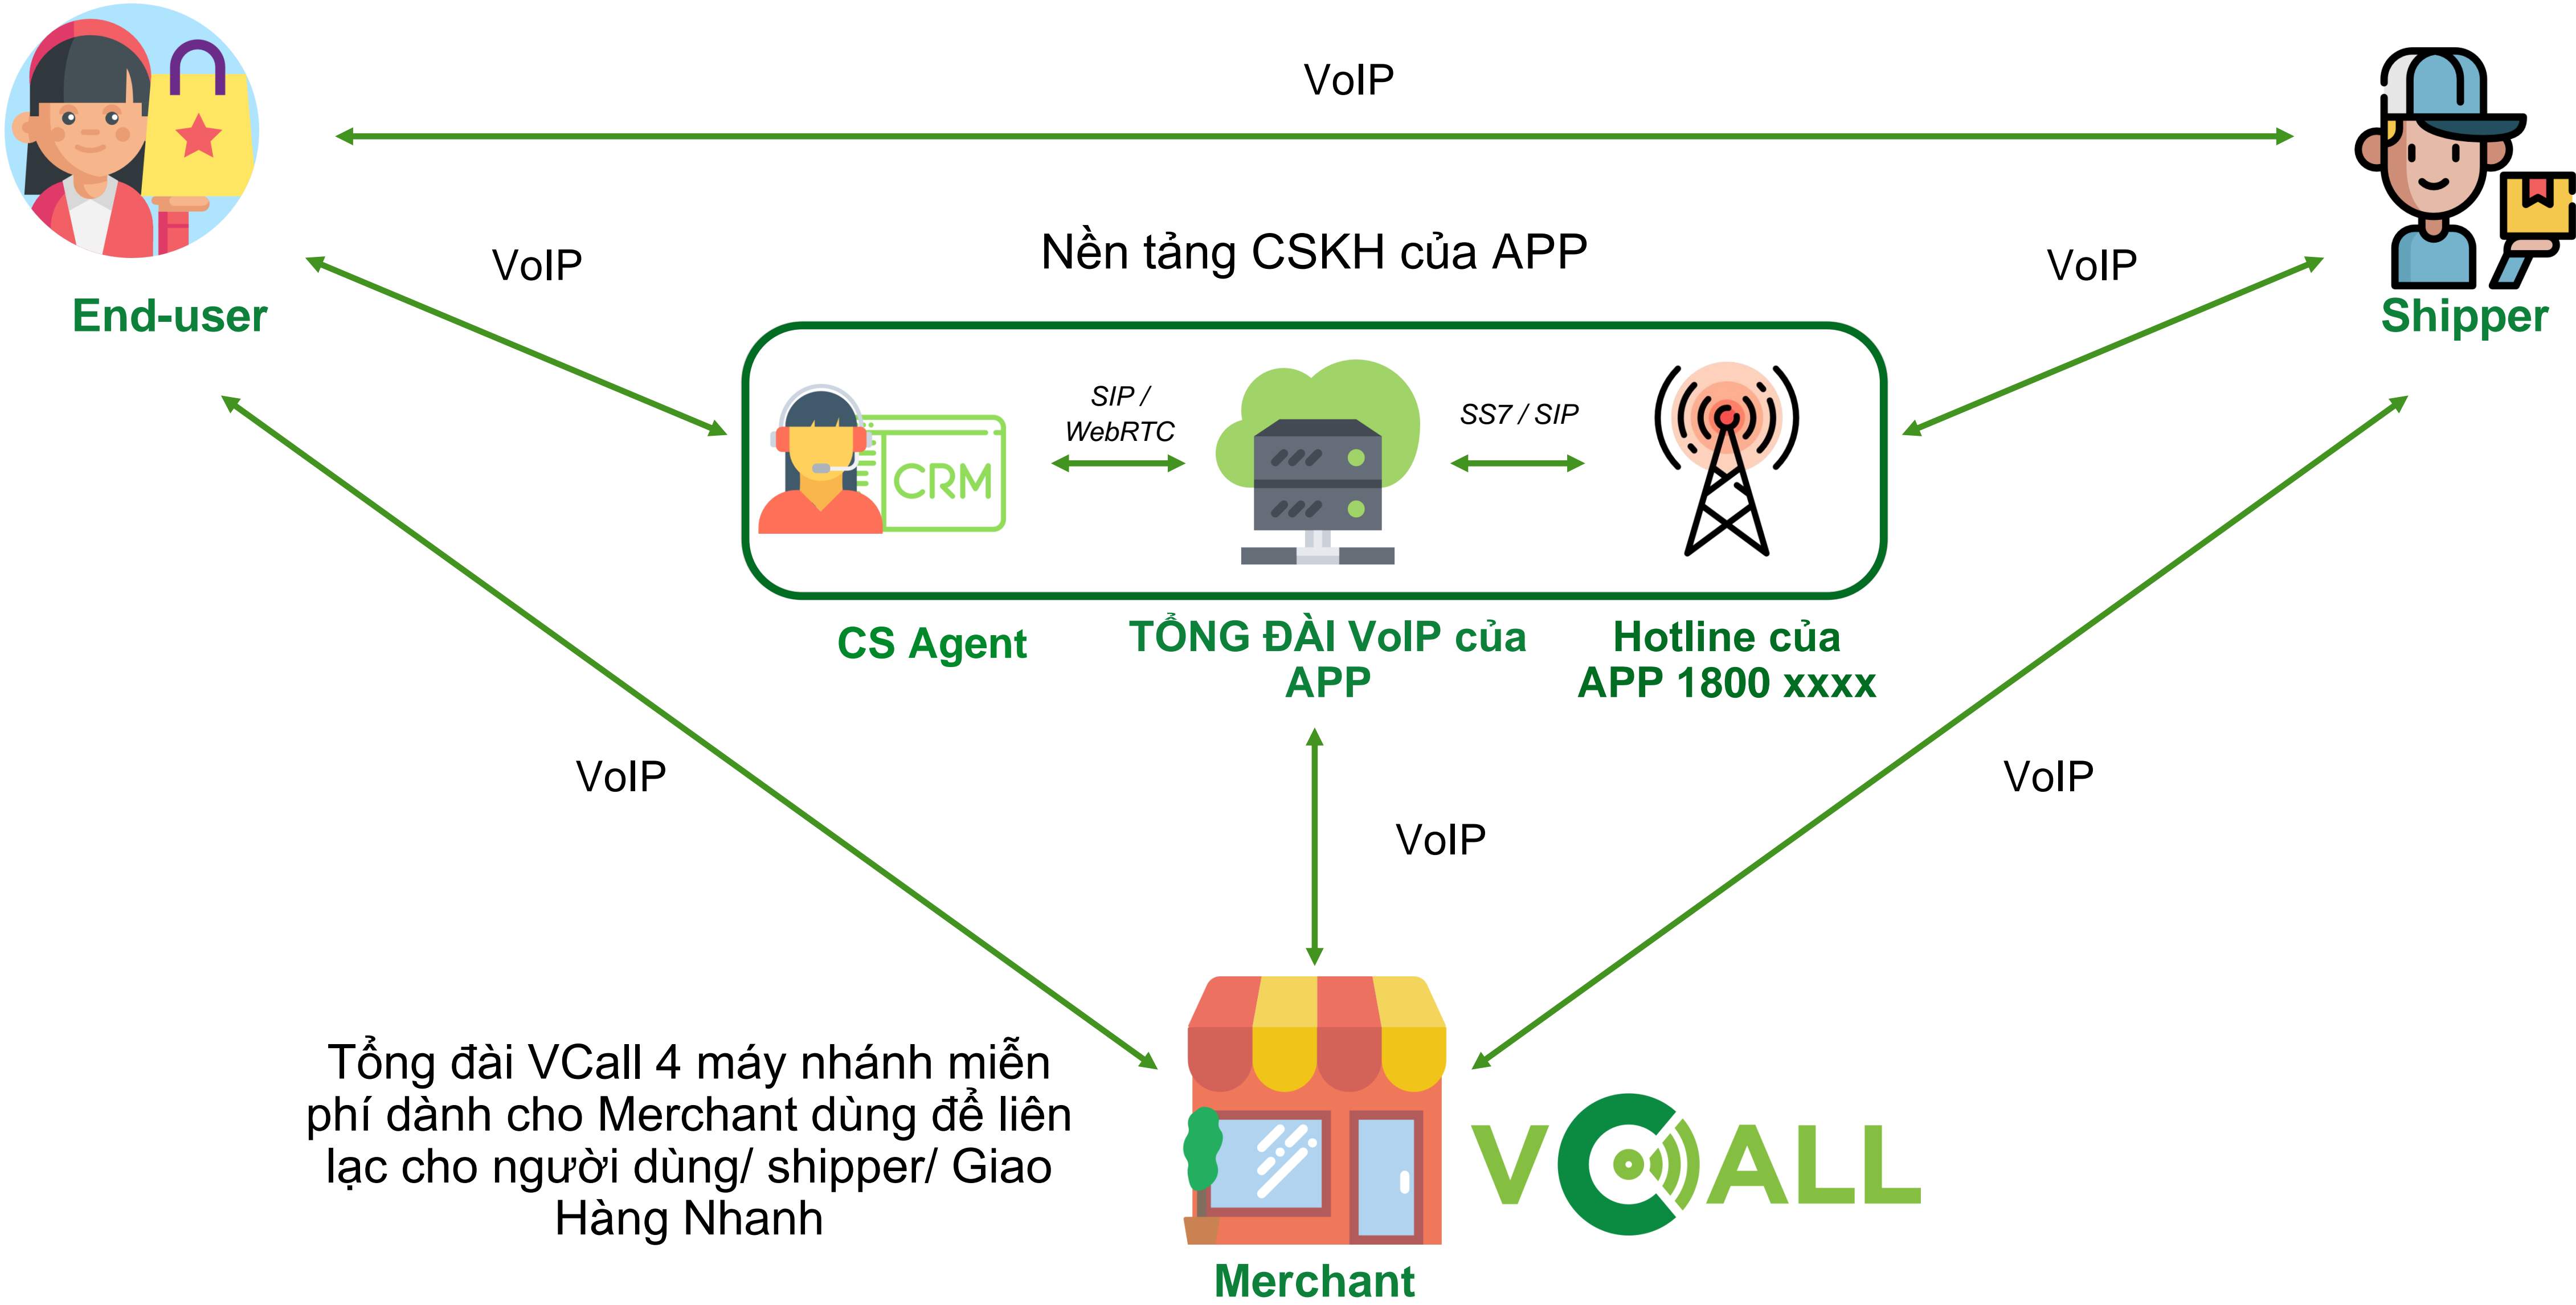 VoIP
Nền tảng CSKH của APP
VoIP
VoIP
End-user
Shipper
SIP /
WebRTC
SS7 / SIP
CRM
CS Agent
TỔNG ĐÀI VoIP của
APP
Hotline của
APP 1800 xxxx
VoIP
VoIP
VoIP
Tổng đài VCall 4 máy nhánh miễn
phí dành cho Merchant dùng để liên
lạc cho người dùng/ shipper/ Giao
Hàng Nhanh
VCALL
Merchant